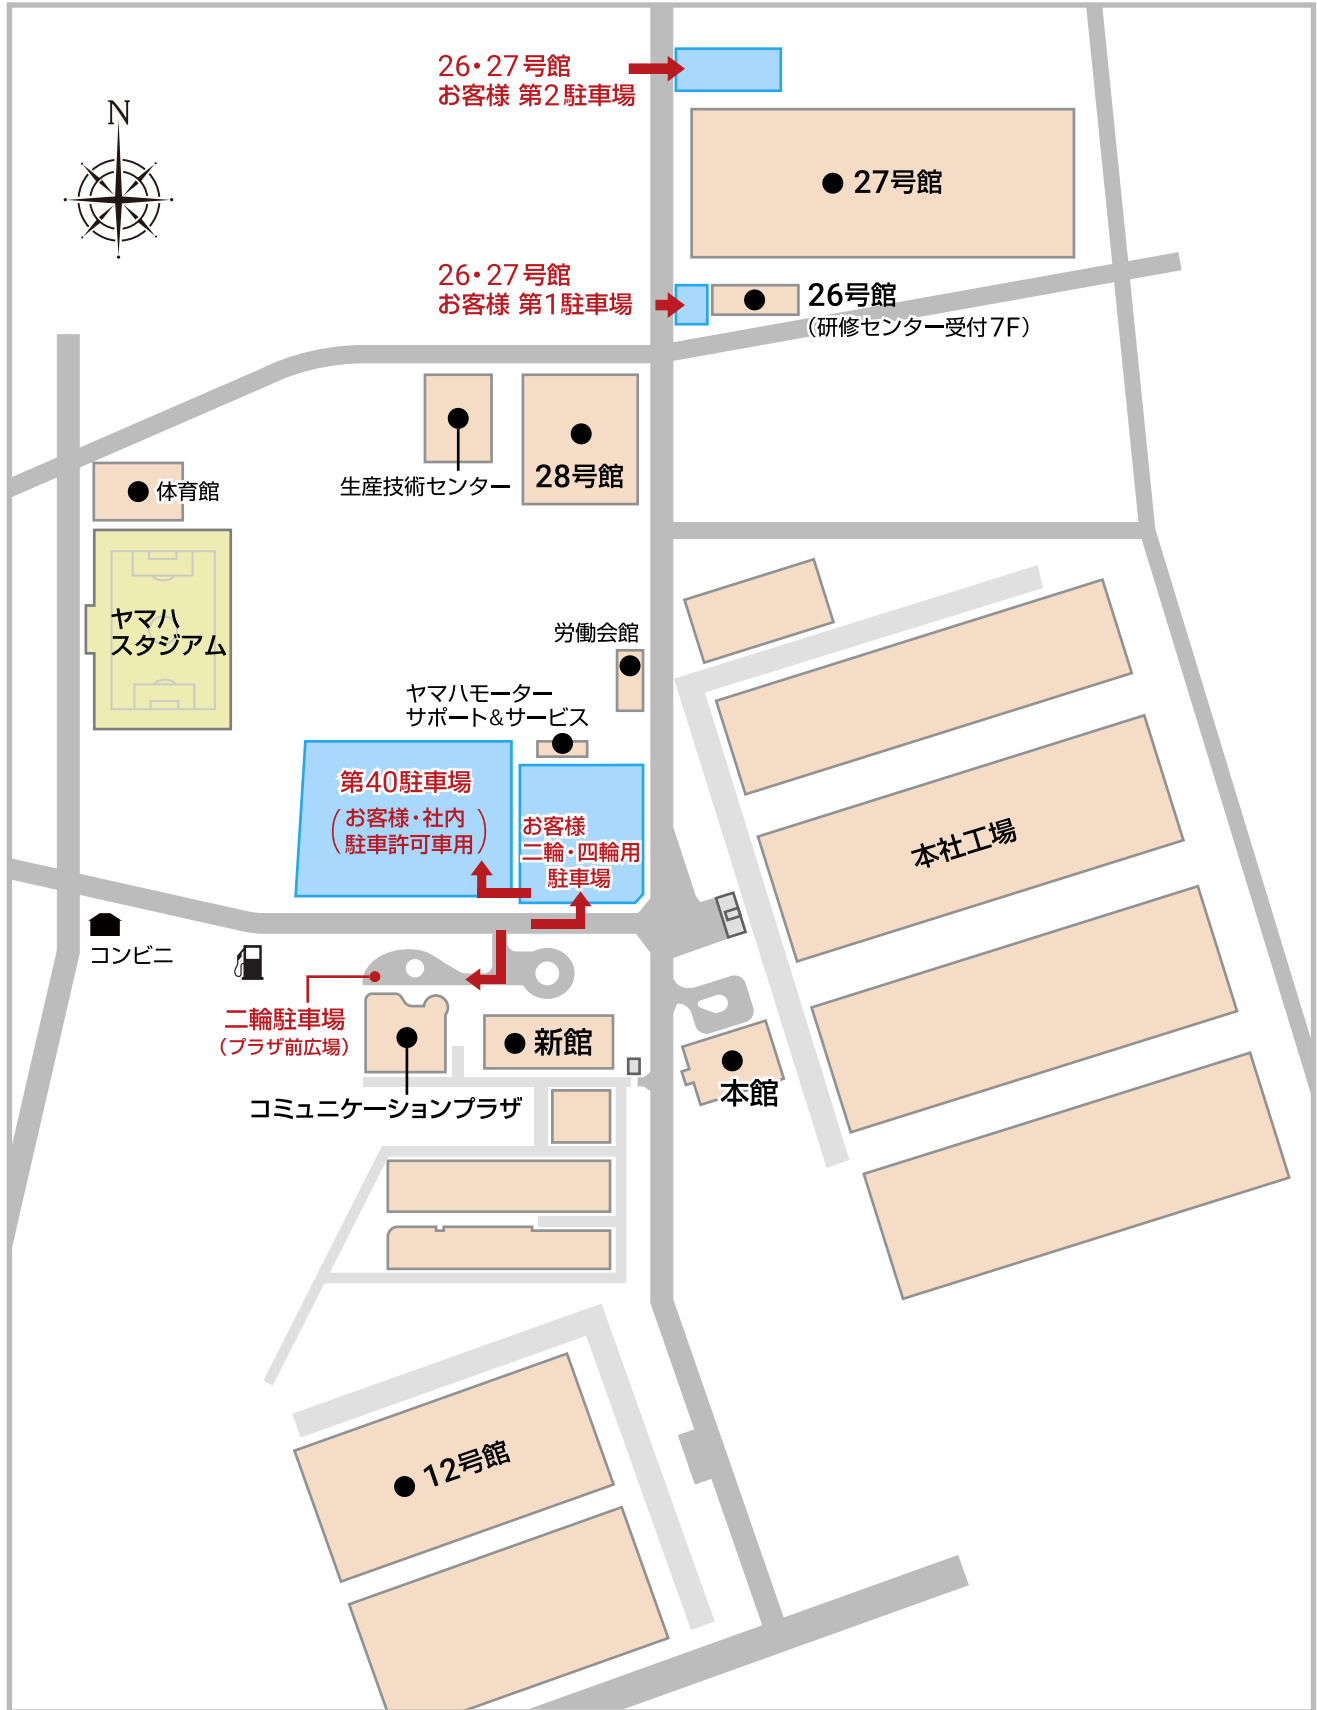 26・27号館
お客様 第2駐車場
N
27号館
26・27号館
お客様 第1駐車場
26号館
(研修センター受付7F)
生産技術センター
28号館
体育館
ヤマハ
スタジアム
労働会館
ヤマハモーター
サポート&サービス
第40駐車場
(お客様・社内
駐車許可車用)
お客様
二輪・四輪用
駐車場
本社工場
コンビニ
二輪駐車場
(プラザ前広場)
新館
本館
コミュニケーションプラザ
12号館